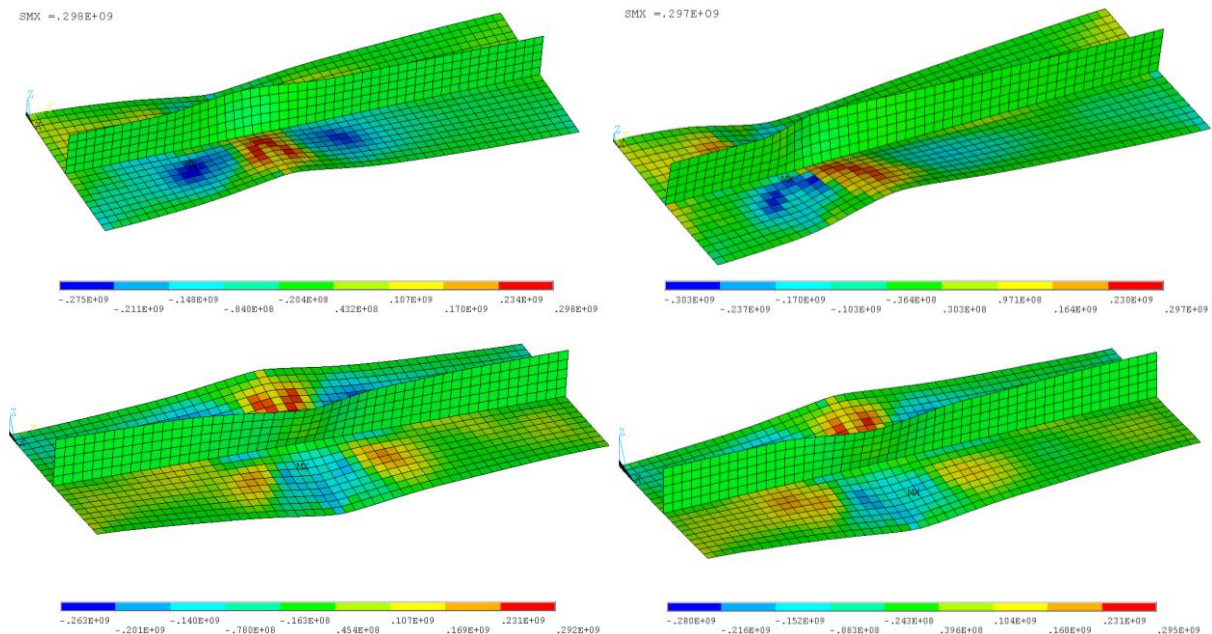 SMX =.298E+09
SMX =.297E+09
Z
Z
MX
-.275E+09 -.148E+09 -.204E+08 .107E+09 .234E+09
-.211E+09 -.840E+08 .432E+08 .170E+09 .298E+09
-.303E+09 -.170E+09 -.364E+08 .971E+08 .230E+09
-.237E+09 -.103E+09 .303E+08 .164E+09 .297E+09
Z
Z
MX
MX
-.263E+09 -.140E+09 -.163E+08 .107E+09 .231E+09
-.201E+09 -.780E+08 .454E+08 .169E+09 .292E+09
-.280E+09 -.152E+09 -.243E+08 .104E+09 .231E+09
-.216E+09 -.883E+08 .396E+08 .168E+09 .295E+09